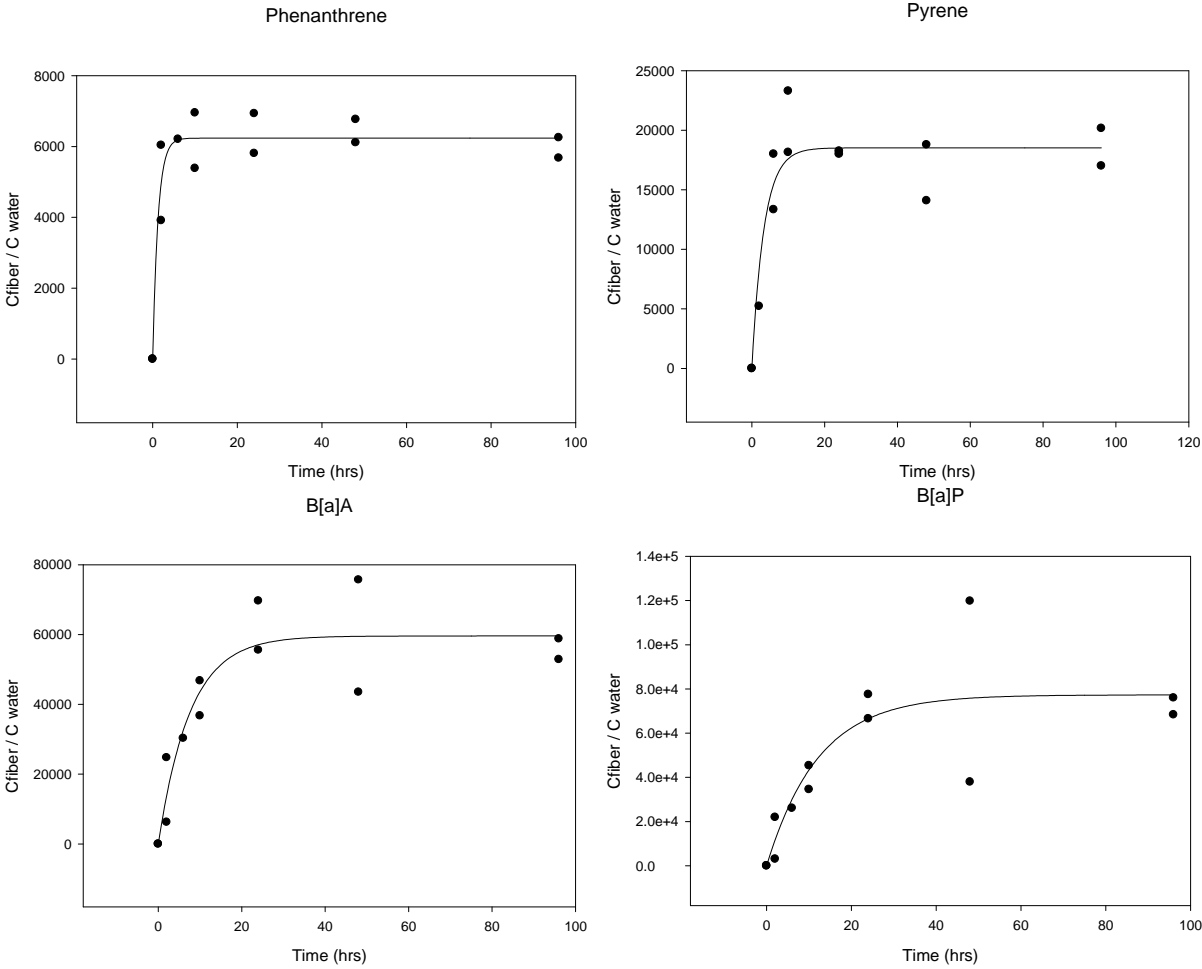 Phenanthrene
8000
6000
4000
2000
0
Cfiber / C water
0 20 40 60 80 100
Time (hrs)
Pyrene
25000
20000
15000
10000
5000
0
Cfiber / C water
0 20 40 60 80 100 120
Time (hrs)
B[a]A
80000
60000
40000
20000
0
Cfiber / C water
0 20 40 60 80 100
Time (hrs)
B[a]P
1.4e+5
1.2e+5
1.0e+5
8.0e+4
6.0e+4
4.0e+4
2.0e+4
0.0
Cfiber / C water
0 20 40 60 80 100
Time (hrs)